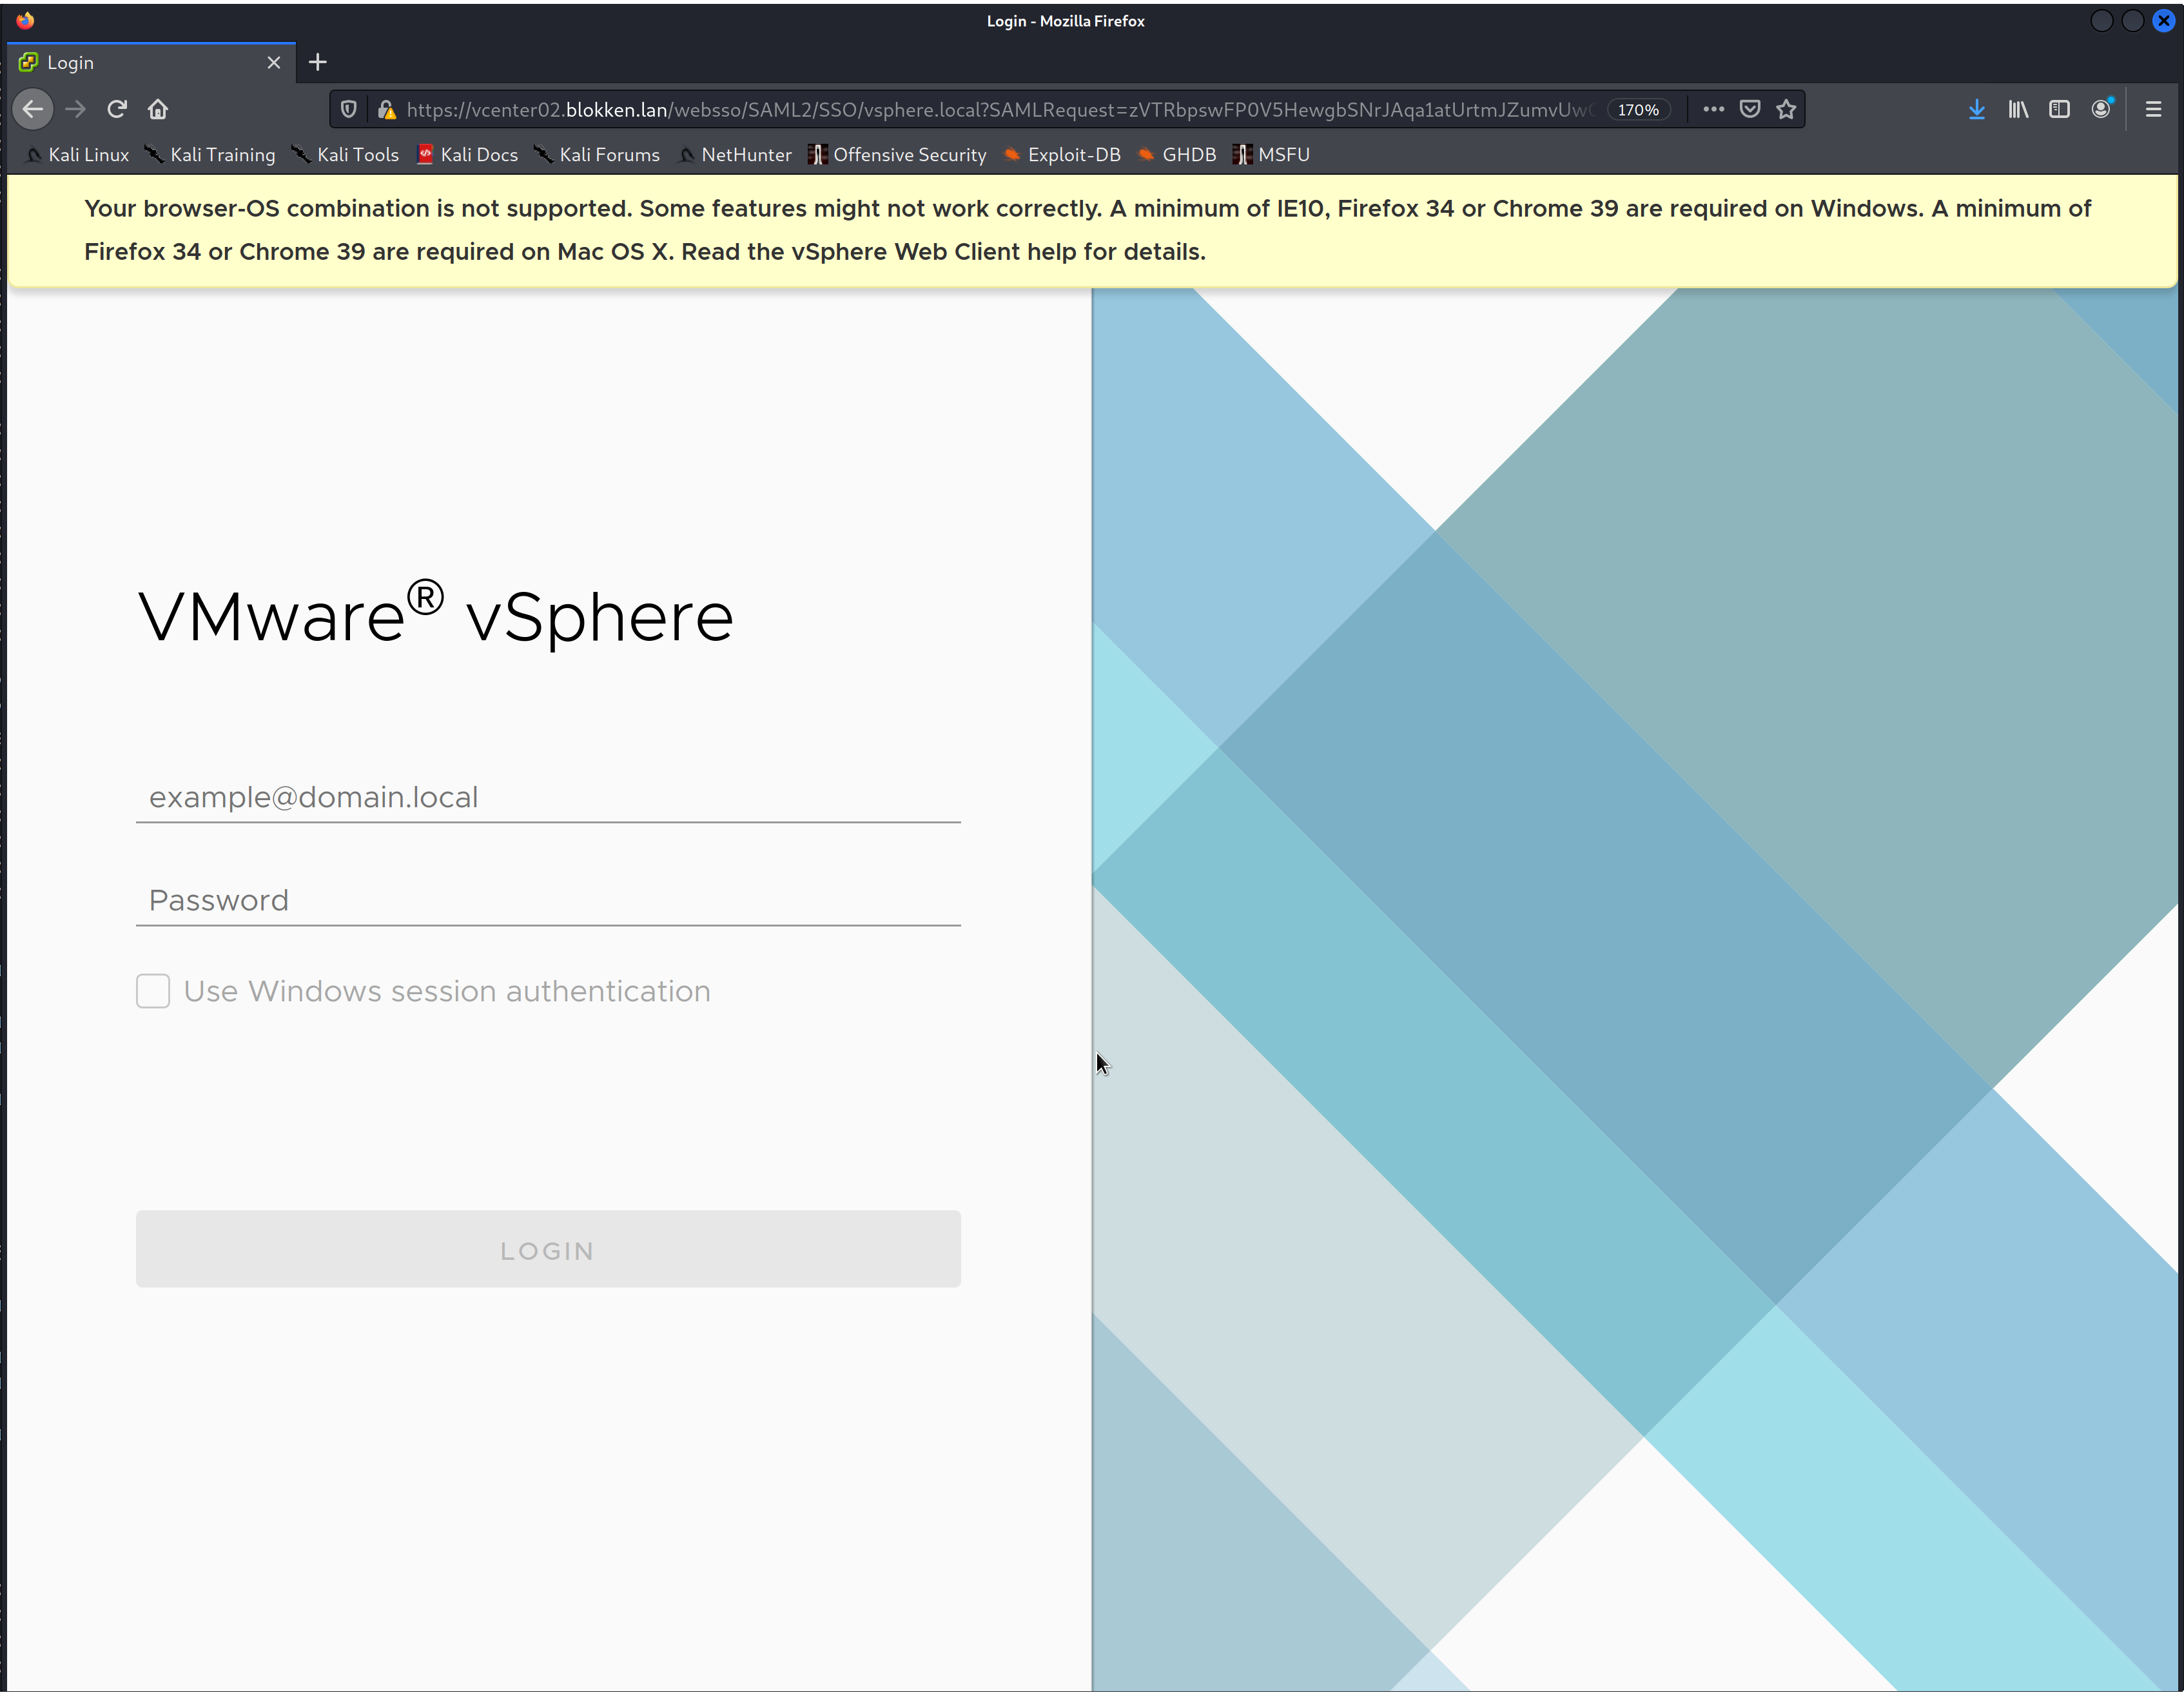 Login - Mozilla Firefox
Login
https://vcenter02.blokken.lan/websso/SAML2/SSO/vsphere.local?SAMLRequest=zVTRbpswFP0V5HewgbSNrJAqa1atUrtmJZumvUw 170%
Kali Linux Kali Training Kali Tools Kali Docs Kali Forums NetHunter Offensive Security Exploit-DB GHDB MSFU
Your browser-OS combination is not supported. Some features might not work correctly. A minimum of IE10, Firefox 34 or Chrome 39 are required on Windows. A minimum of
Firefox 34 or Chrome 39 are required on Mac OS X. Read the vSphere Web Client help for details.
VMware® vSphere
example@domain.local
Password
Use Windows session authentication
LOGIN